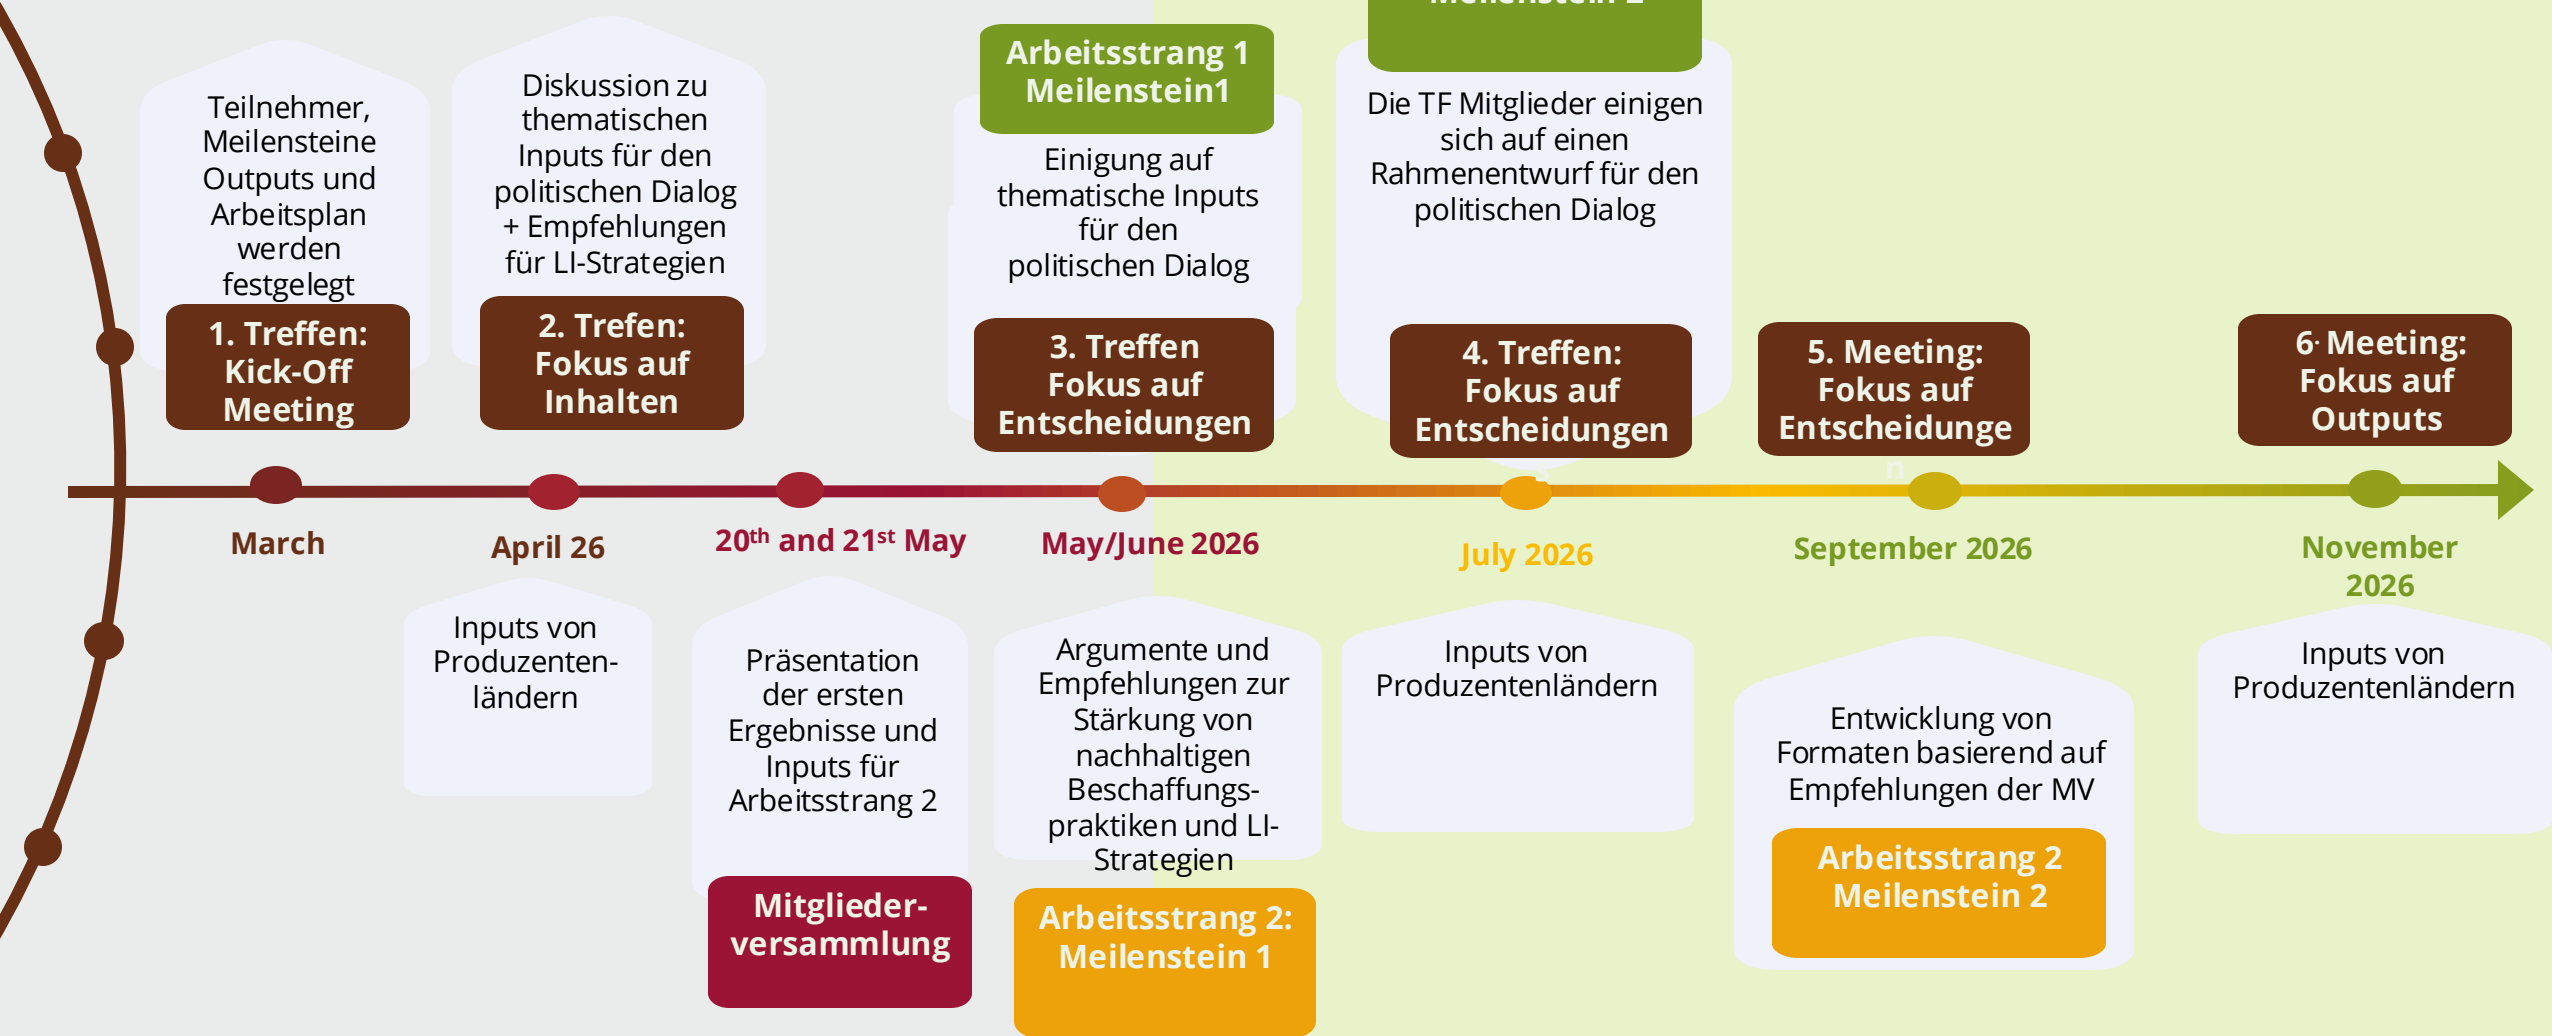 Meilenstein 2
Teilnehmer,
Meilensteine
Outputs und
Arbeitsplan
werden
festgelegt
1. Treffen:
Kick-Off
Meeting
Diskussion zu
thematischen
Inputs für den
politischen Dialog
+ Empfehlungen
für LI-Strategien
2. Trefen:
Fokus auf
Inhalten
Arbeitsstrang 1
Meilenstein1
Einigung auf
thematische Inputs
für den
politischen Dialog
3. Treffen
Fokus auf
Entscheidungen
Die TF Mitglieder einigen
sich auf einen
Rahmenentwurf für den
politischen Dialog
4. Treffen:
Fokus auf
Entscheidungen
5. Meeting:
Fokus auf
Entscheidunge
n
6. Meeting:
Fokus auf
Outputs
March
April 26
20th and 21st May
May/June 2026
July 2026
September 2026
November
2026
Inputs von
Produzenten-
ländern
Präsentation
der ersten
Ergebnisse und
Inputs für
Arbeitsstrang 2
Mitglieder-
versammlung
Argumente und
Empfehlungen zur
Stärkung von
nachhaltigen
Beschaffungs-
praktiken und LI-
Strategien
Arbeitsstrang 2:
Meilenstein 1
Inputs von
Produzentenländern
Entwicklung von
Formaten basierend auf
Empfehlungen der MV
Arbeitsstrang 2
Meilenstein 2
Inputs von
Produzentenländern